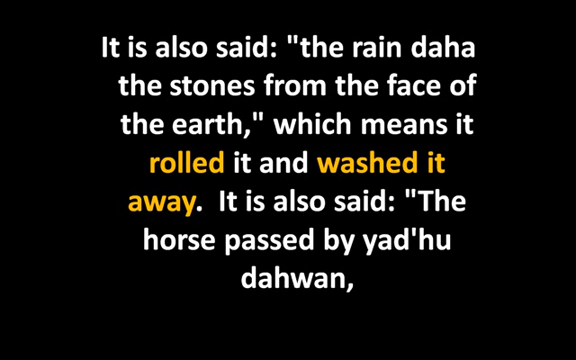 It is also said: "the rain daha
the stones from the face of
the earth," which means it
rolled it and washed it
away.  It is also said: "The
horse passed by yad'hu
dahwan,